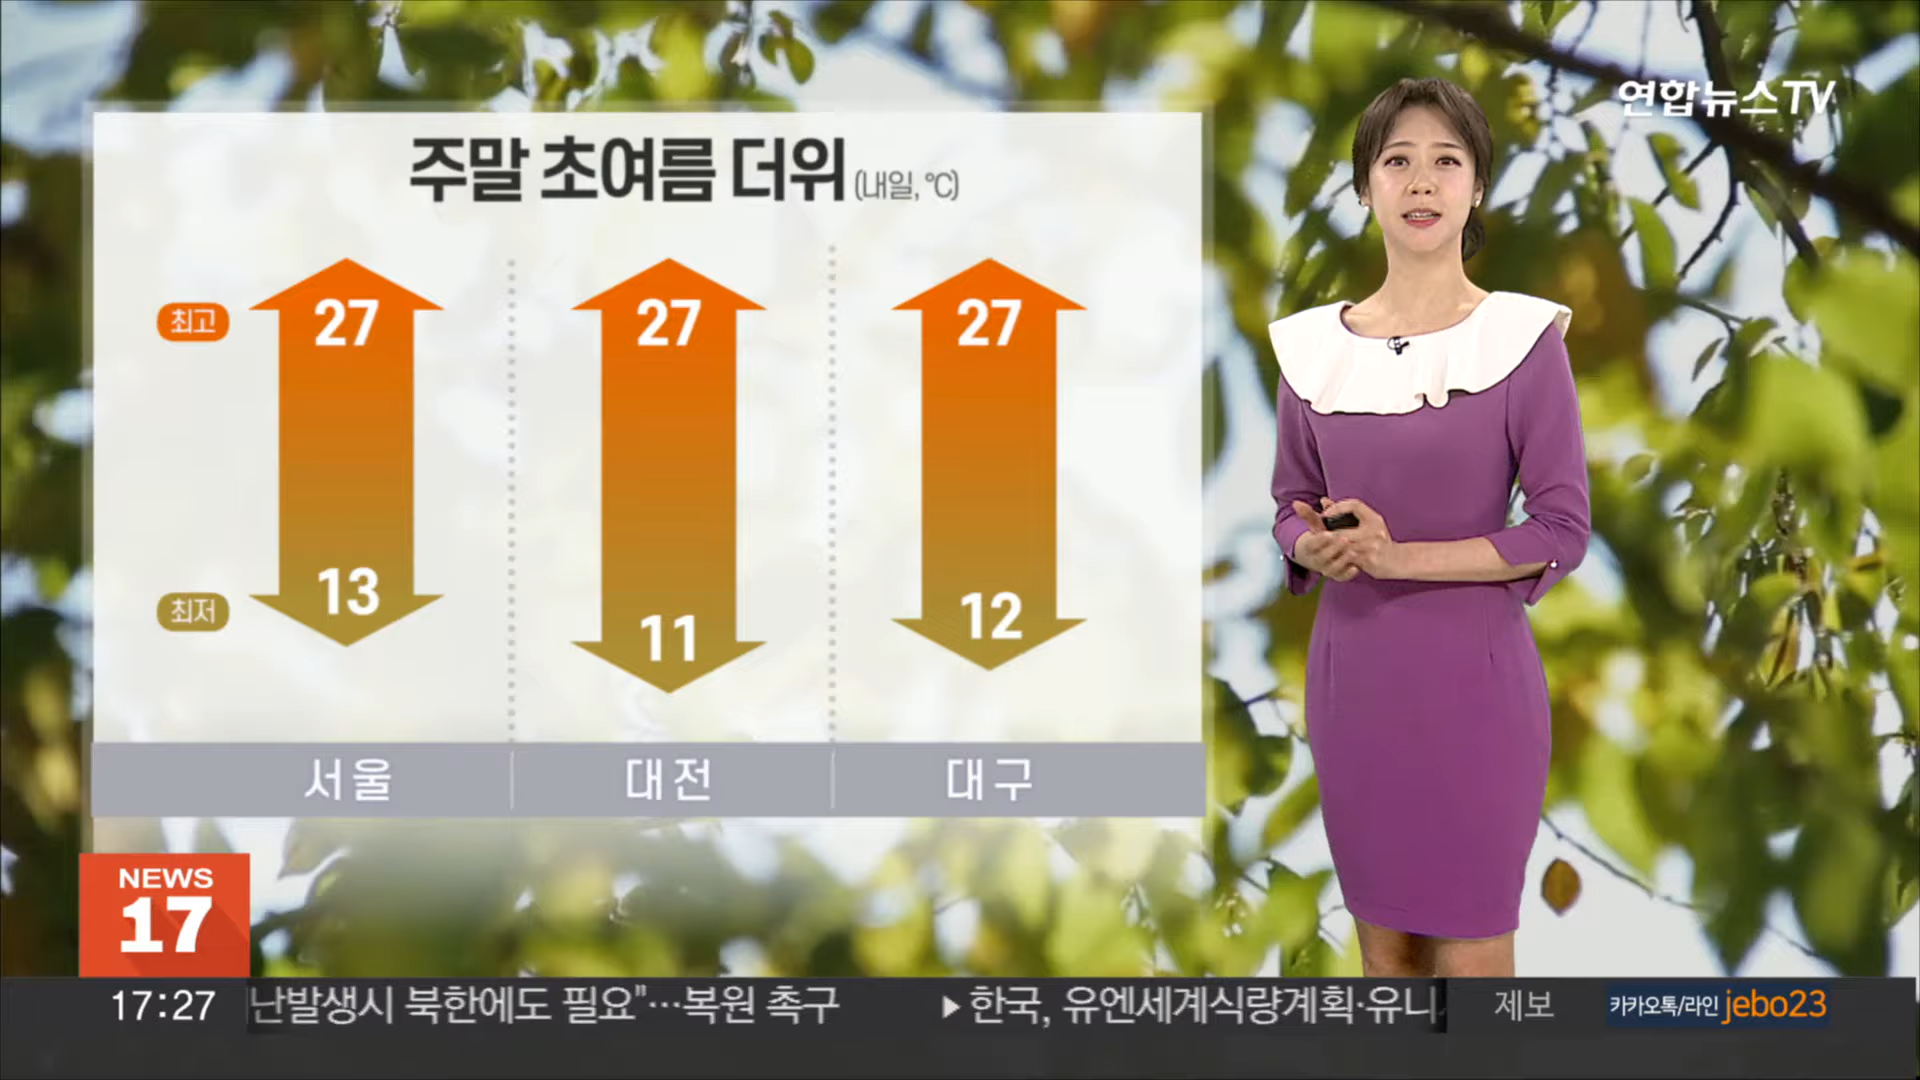 연합뉴스TV
주말 초여름 더위 (내일, ℃)
최고
27
27
27
최저
13
11
12
서울
대전
대구
NEWS
17
17:27
난발생시 북한에도 필요"…복원 촉구 ▶한국, 유엔세계식량계획·유니
제보
카카오톡/라인 jebo23